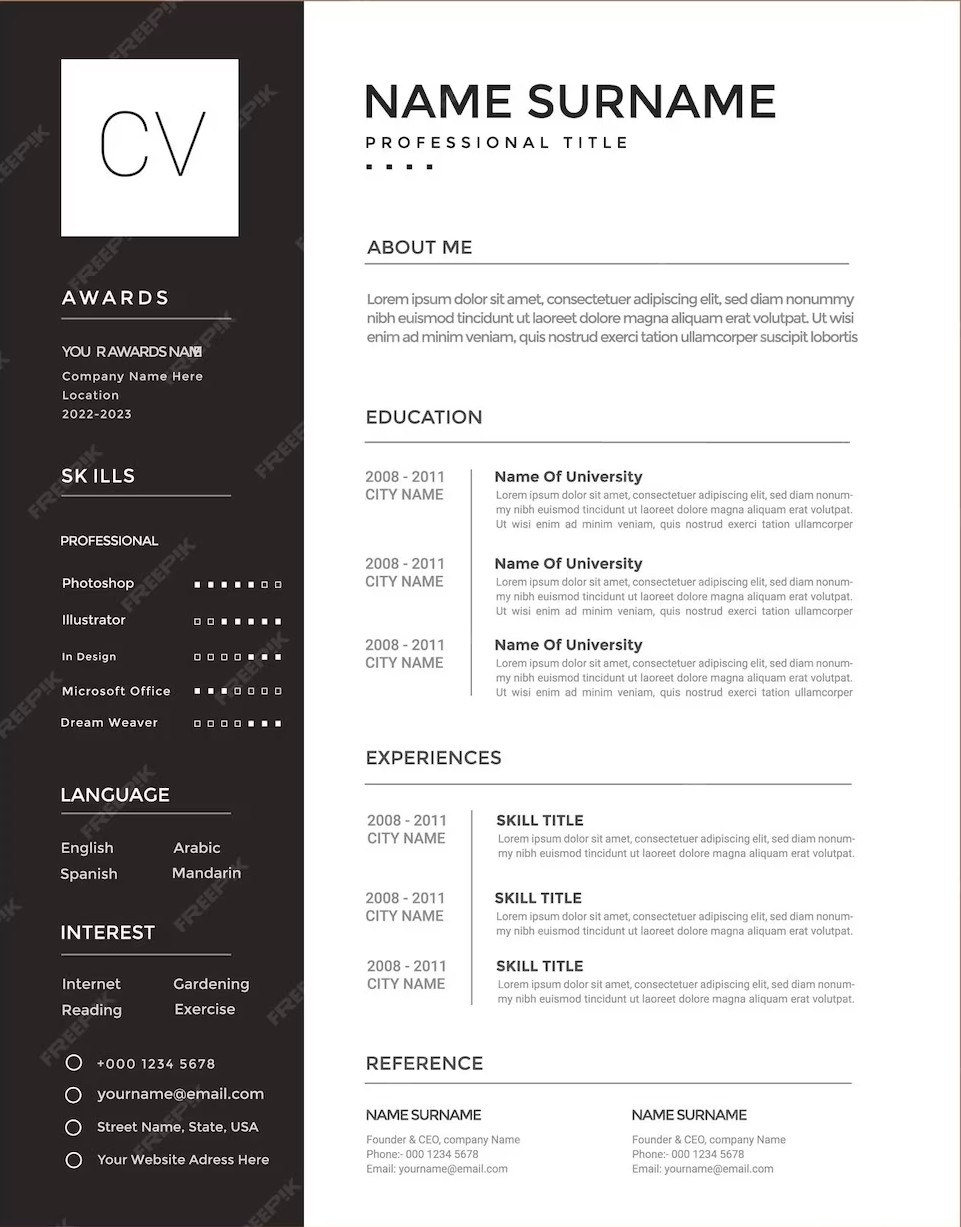 CV
AWARDS
YOU R AWARDS NAME
Company Name Here
Location
2022-2023
SK ILLS
PROFESSIONAL
Photoshop
Illustrator
In Design
Microsoft Office
Dream Weaver
LANGUAGE
English Arabic
Spanish Mandarin
INTEREST
Internet Gardening
Reading Exercise
+000 1234 5678
yourname@email.com
Street Name, State, USA
Your Website Adress Here
NAME SURNAME
PROFESSIONAL TITLE
ABOUT ME
Lorem ipsum dolor sit amet, consectetuer adipiscing elit, sed diam nonummy
nibh euismod tincidunt ut laoreet dolore magna aliquam erat volutpat. Ut wisi
enim ad minim veniam, quis nostrud exerci tation ullamcorper suscipit lobortis
EDUCATION
2008 - 2011
CITY NAME
Name Of University
Lorem ipsum dolor sit amet, consectetuer adipiscing elit, sed diam nonum-
my nibh euismod tincidunt ut laoreet dolore magna aliquam erat volutpat.
Ut wisi enim ad minim veniam, quis nostrud exerci tation ullamcorper
2008 - 2011
CITY NAME
Name Of University
Lorem ipsum dolor sit amet, consectetuer adipiscing elit, sed diam nonum-
my nibh euismod tincidunt ut laoreet dolore magna aliquam erat volutpat.
Ut wisi enim ad minim veniam, quis nostrud exerci tation ullamcorper
2008 - 2011
CITY NAME
Name Of University
Lorem ipsum dolor sit amet, consectetuer adipiscing elit, sed diam nonum-
my nibh euismod tincidunt ut laoreet dolore magna aliquam erat volutpat.
Ut wisi enim ad minim veniam, quis nostrud exerci tation ullamcorper
EXPERIENCES
2008 - 2011
CITY NAME
SKILL TITLE
Lorem ipsum dolor sit amet, consectetuer adipiscing elit, sed diam nonum-
my nibh euismod tincidunt ut laoreet dolore magna aliquam erat volutpat.
2008 - 2011
CITY NAME
SKILL TITLE
Lorem ipsum dolor sit amet, consectetuer adipiscing elit, sed diam nonum-
my nibh euismod tincidunt ut laoreet dolore magna aliquam erat volutpat.
2008 - 2011
CITY NAME
SKILL TITLE
Lorem ipsum dolor sit amet, consectetuer adipiscing elit, sed diam nonum-
my nibh euismod tincidunt ut laoreet dolore magna aliquam erat volutpat.
REFERENCE
NAME SURNAME
Founder & CEO, company Name
Phone:- 000 1234 5678
Email: yourname@email.com
NAME SURNAME
Founder & CEO, company Name
Phone:- 000 1234 5678
Email: yourname@email.com
FREEPIK